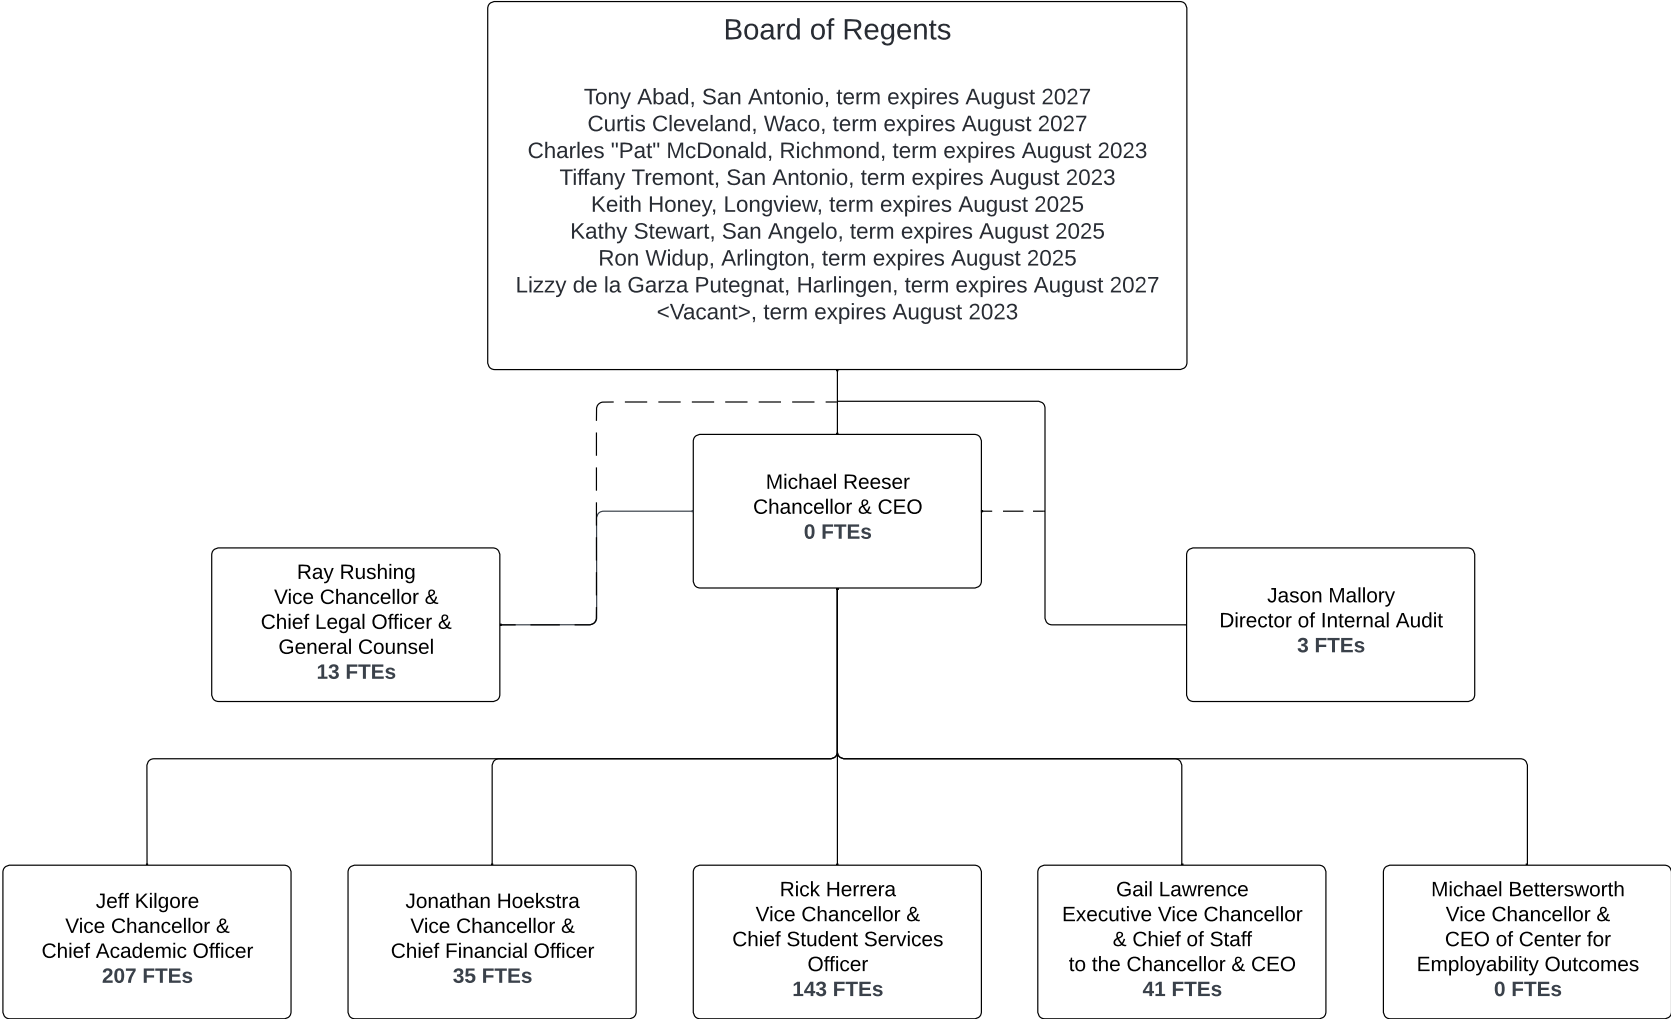 Board of Regents
Tony Abad, San Antonio, term expires August 2027
Curtis Cleveland, Waco, term expires August 2027
Charles "Pat" McDonald, Richmond, term expires August 2023
Tiffany Tremont, San Antonio, term expires August 2023
Keith Honey, Longview, term expires August 2025
Kathy Stewart, San Angelo, term expires August 2025
Ron Widup, Arlington, term expires August 2025
Lizzy de la Garza Putegnat, Harlingen, term expires August 2027
<Vacant>, term expires August 2023
Michael Reeser
Chancellor & CEO
0 FTEs
Ray Rushing
Vice Chancellor &
Chief Legal Officer &
General Counsel
13 FTEs
Jason Mallory
Director of Internal Audit
3 FTEs
Jeff Kilgore
Vice Chancellor &
Chief Academic Officer
207 FTEs
Jonathan Hoekstra
Vice Chancellor &
Chief Financial Officer
35 FTEs
Rick Herrera
Vice Chancellor &
Chief Student Services
Officer
143 FTEs
Gail Lawrence
Executive Vice Chancellor
& Chief of Staff
to the Chancellor & CEO
41 FTEs
Michael Bettersworth
Vice Chancellor &
CEO of Center for
Employability Outcomes
0 FTEs